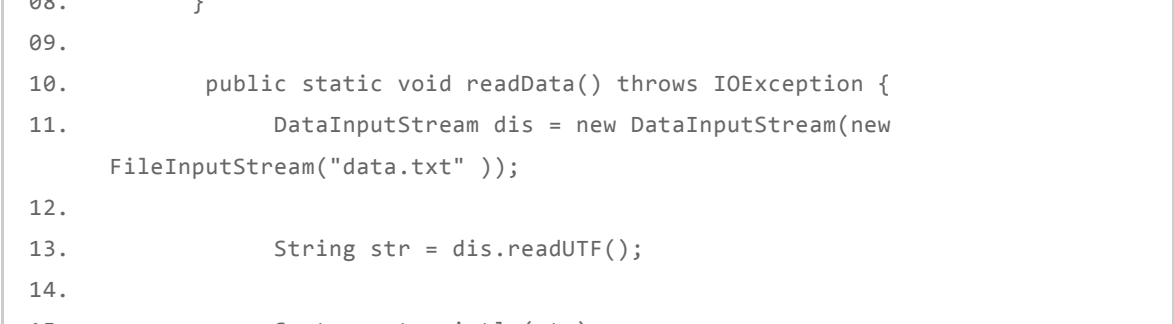 08. }
09.
10. public static void readData() throws IOException {
11. DataInputStream dis = new DataInputStream(new
FileInputStream("data.txt" ));
12.
13. String str = dis.readUTF();
14.